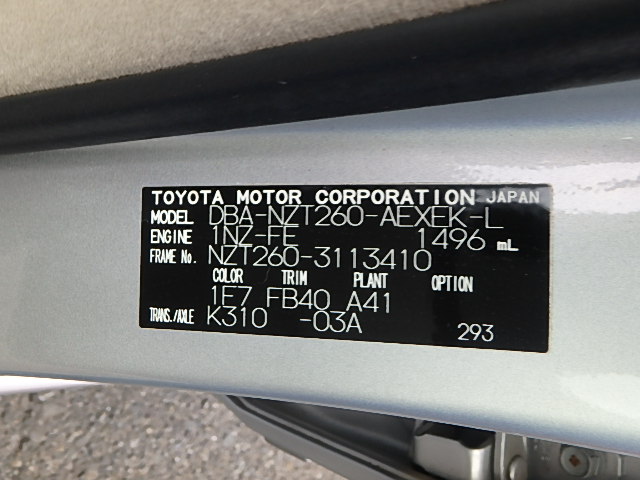 TOYOTA MOTOR CORPORATION JAPAN
MODEL DBA-NZT260-AEXEK-L
ENGINE 1NZ-FE 1496 mL
FRAME No. NZT260-3113410
COLOR TRIM PLANT OPTION
1E7 FB40 A41
TRANS./AXLE K310 -03A
293